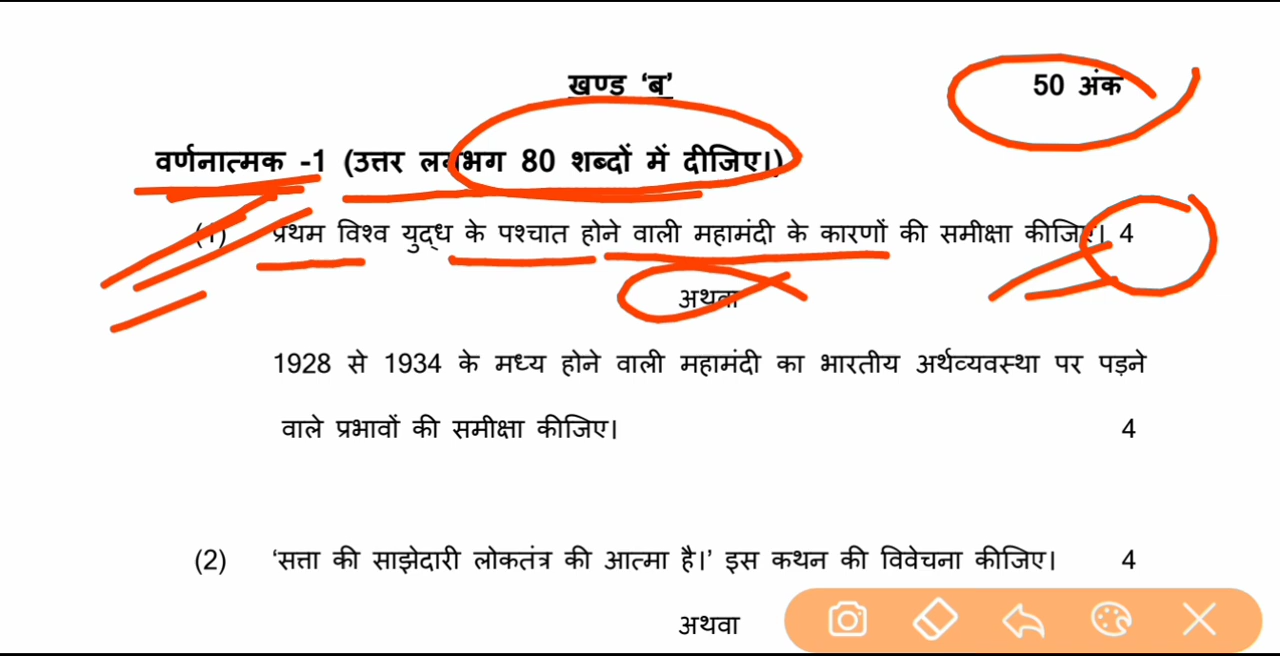 खण्ड ‘ब’ 50 अंक
वर्णनात्मक -1 (उत्तर लगभग 80 शब्दों में दीजिए।)
(1) प्रथम विश्व युद्ध के पश्चात होने वाली महामंदी के कारणों की समीक्षा कीजिए। 4
अथवा
1928 से 1934 के मध्य होने वाली महामंदी का भारतीय अर्थव्यवस्था पर पड़ने
वाले प्रभावों की समीक्षा कीजिए। 4
(2) ‘सत्ता की साझेदारी लोकतंत्र की आत्मा है।’ इस कथन की विवेचना कीजिए। 4
अथवा